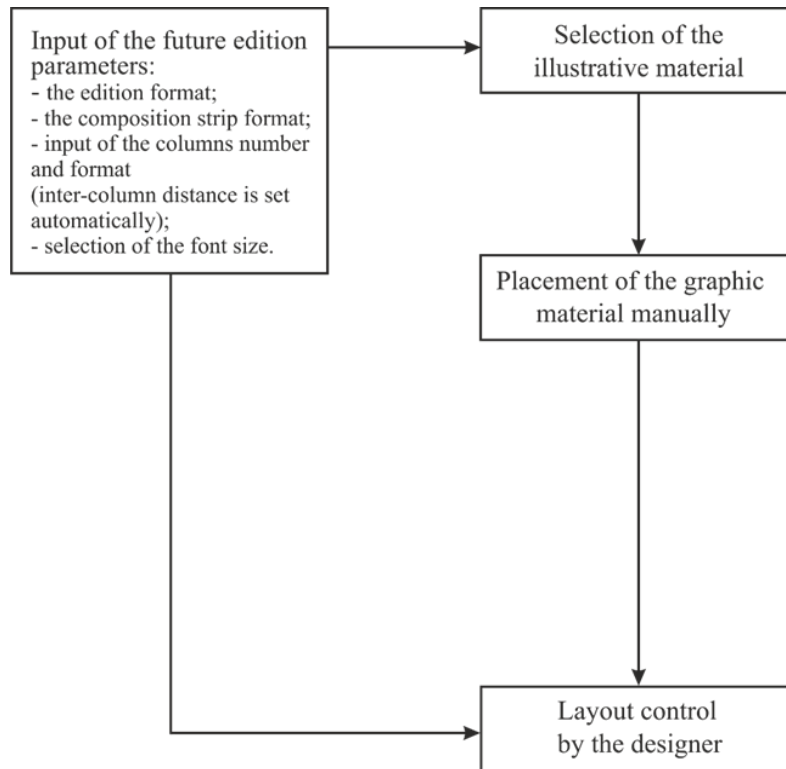 Input of the future edition
parameters:
- the edition format;
- the composition strip format;
- input of the columns number
and format
(inter-column distance is set
automatically);
- selection of the font size.
Selection of the
illustrative material
Placement of the graphic
material manually
Layout control
by the designer